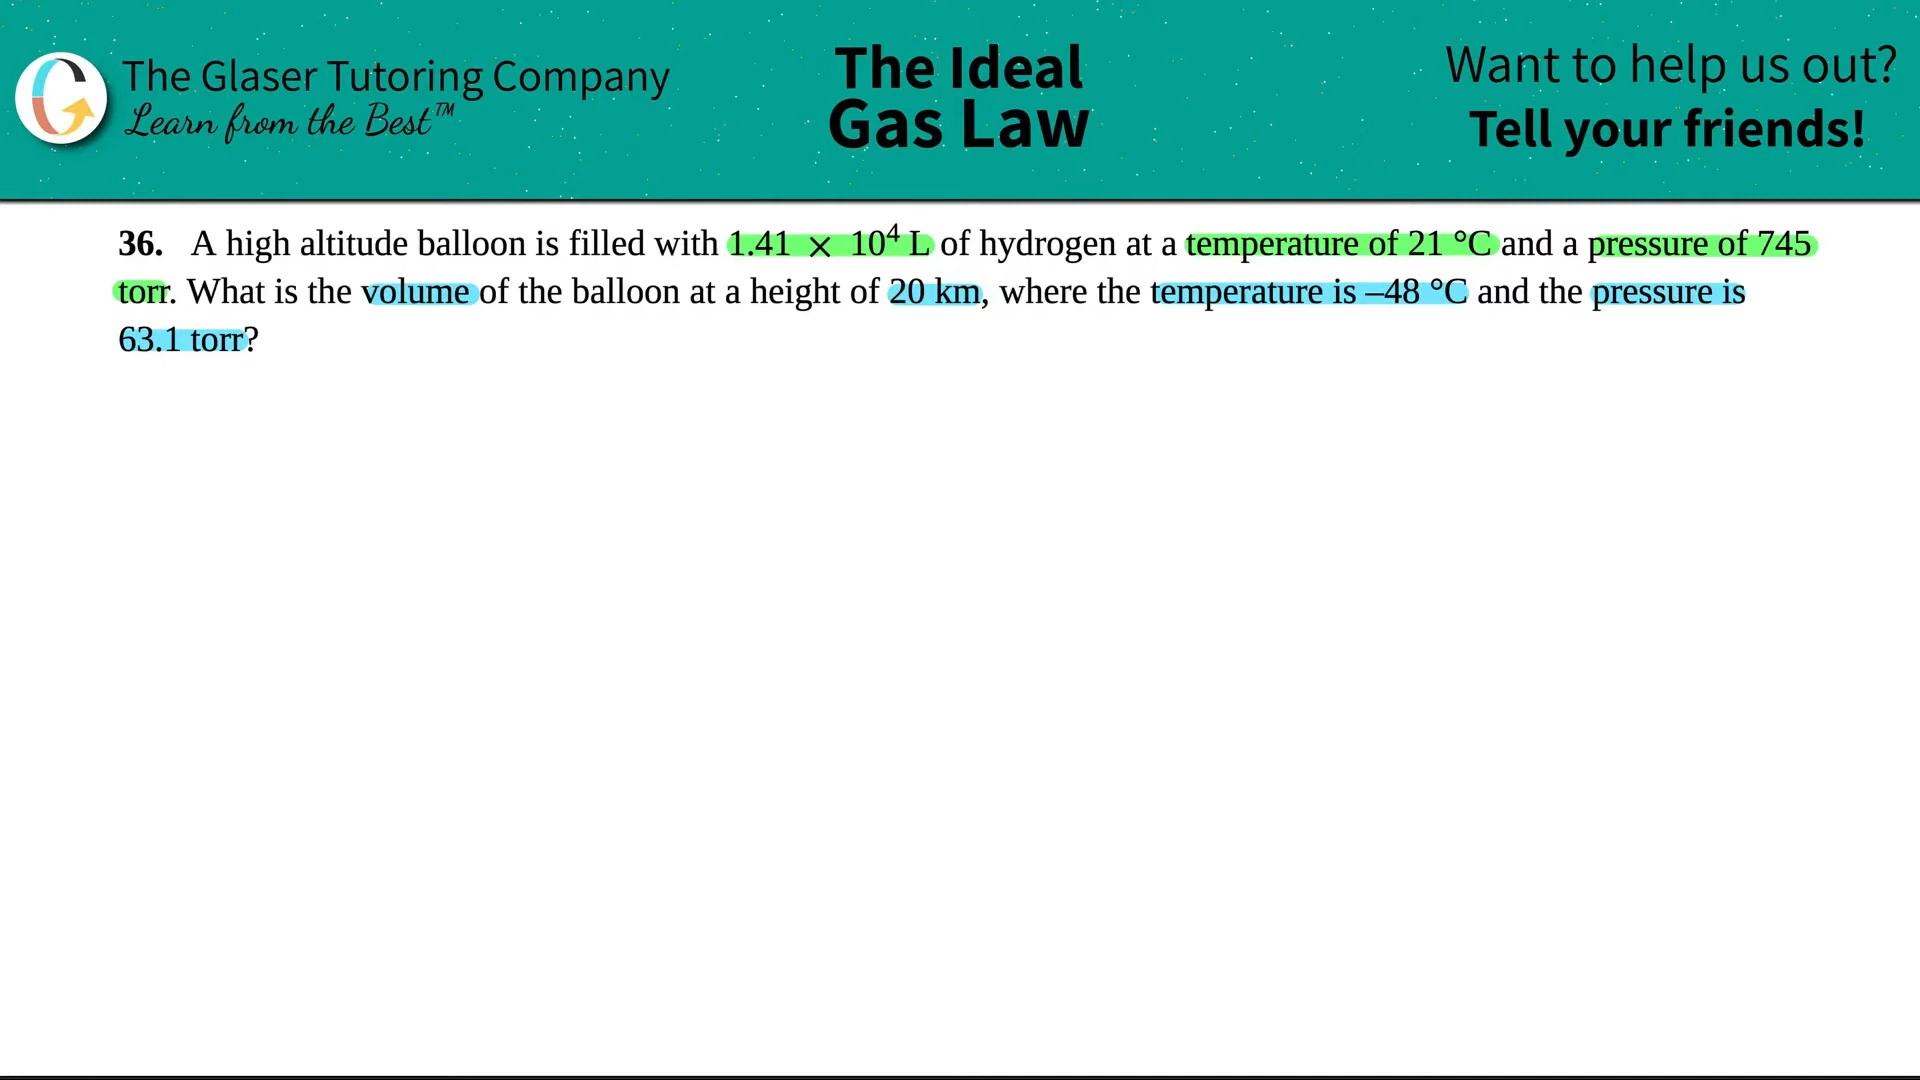 The Glaser Tutoring Company
Learn from the Best™
The Ideal
Gas Law
Want to help us out?
Tell your friends!
36. A high altitude balloon is filled with 1.41 × 10⁴ L of hydrogen at a temperature of 21 °C and a pressure of 745
torr. What is the volume of the balloon at a height of 20 km, where the temperature is –48 °C and the pressure is
63.1 torr?